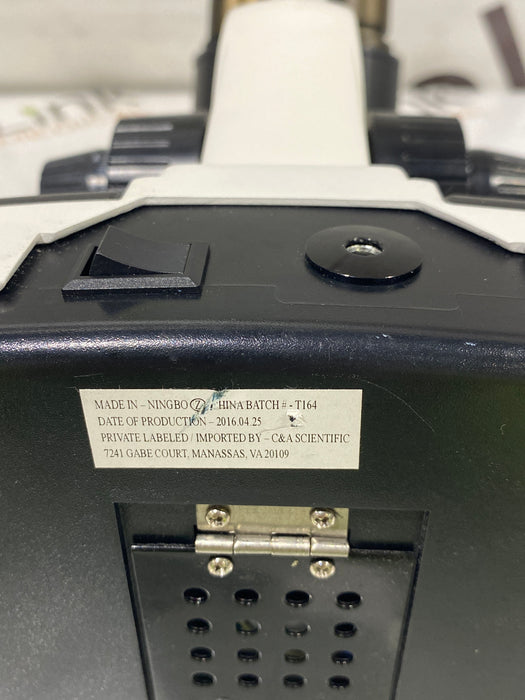 MADE IN – NINGBO Z, CHINA BATCH # - T164
DATE OF PRODUCTION – 2016.04.25
PRIVATE LABELED / IMPORTED BY – C&A SCIENTIFIC
7241 GABE COURT, MANASSAS, VA 20109